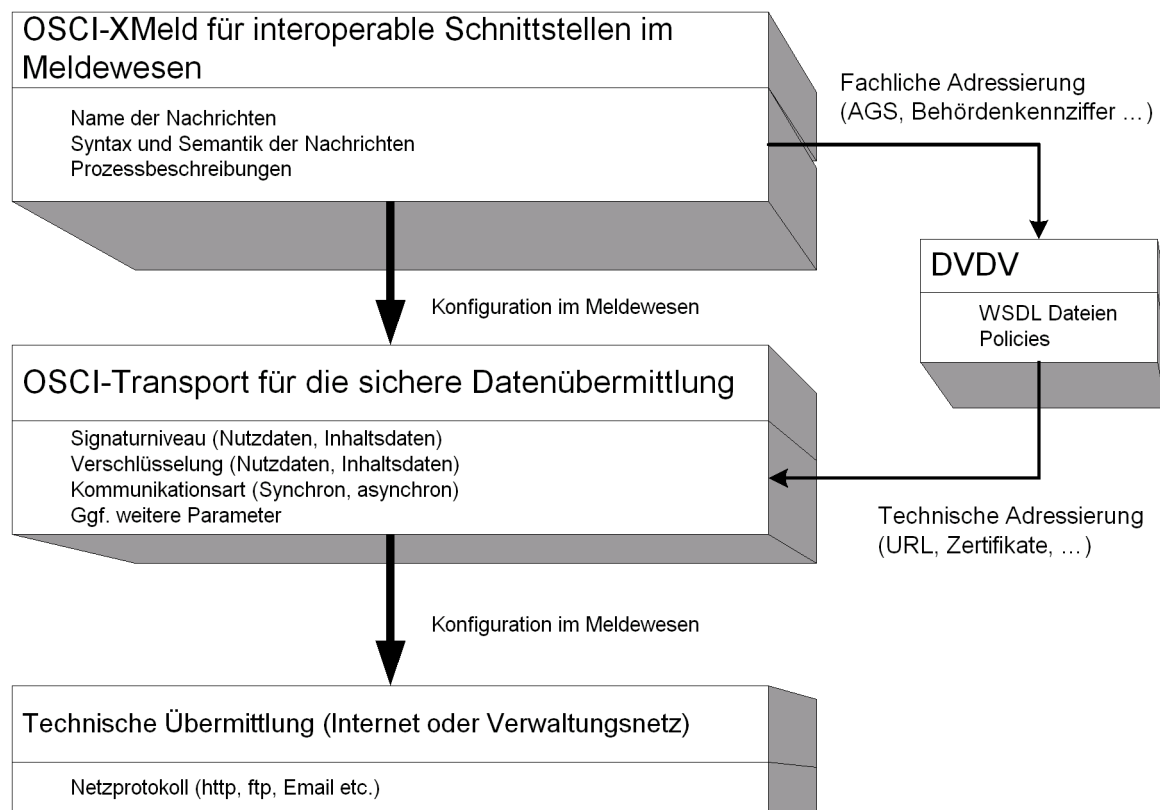 OSCI-XMeld für interoperable Schnittstellen im
Meldewesen
Name der Nachrichten
Syntax und Semantik der Nachrichten
Prozessbeschreibungen
Fachliche Adressierung
(AGS, Behördenkennziffer ...)
DVDV
WSDL Dateien
Policies
Konfiguration im Meldewesen
OSCI-Transport für die sichere Datenübermittlung
Signaturniveau (Nutzdaten, Inhaltsdaten)
Verschlüsselung (Nutzdaten, Inhaltsdaten)
Kommunikationsart (Synchron, asynchron)
Ggf. weitere Parameter
Technische Adressierung
(URL, Zertifikate, ...)
Konfiguration im Meldewesen
Technische Übermittlung (Internet oder Verwaltungsnetz)
Netzprotokoll (http, ftp, Email etc.)